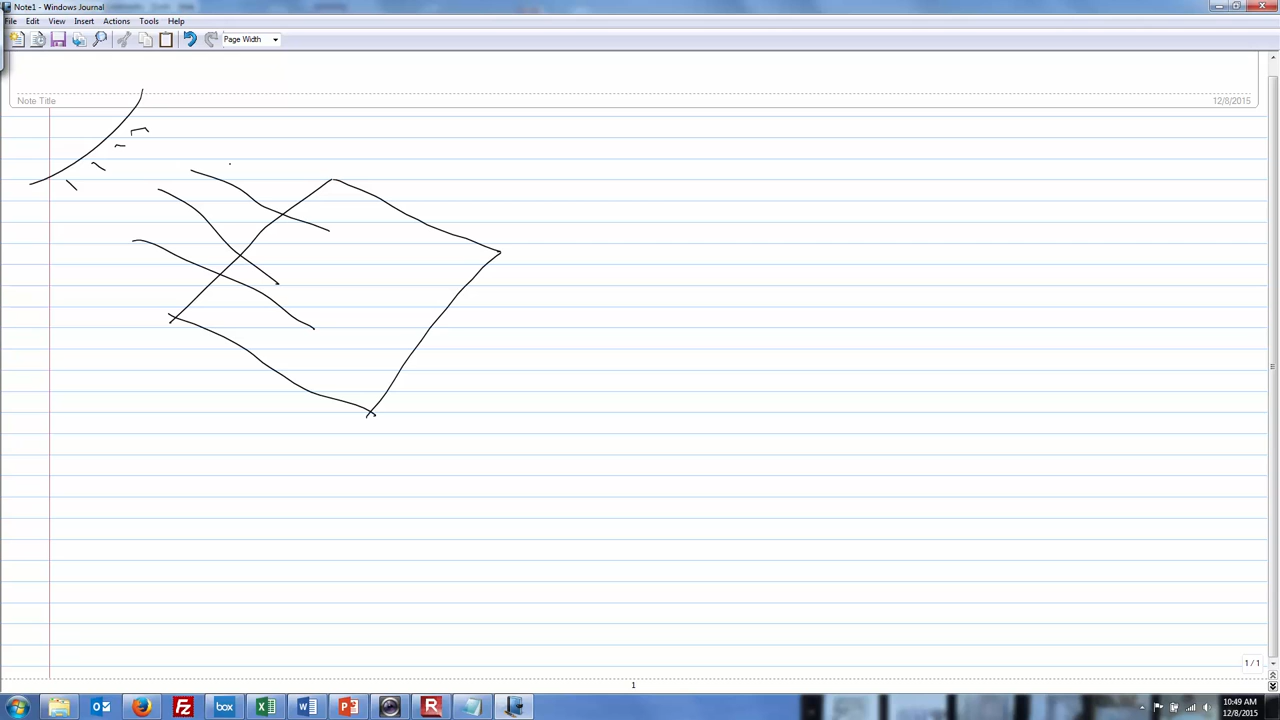 Note1 - Windows Journal
File Edit View Insert Actions Tools Help
Page Width
Note Title
12/8/2015
1 / 1
1
box
10:49 AM
12/8/2015